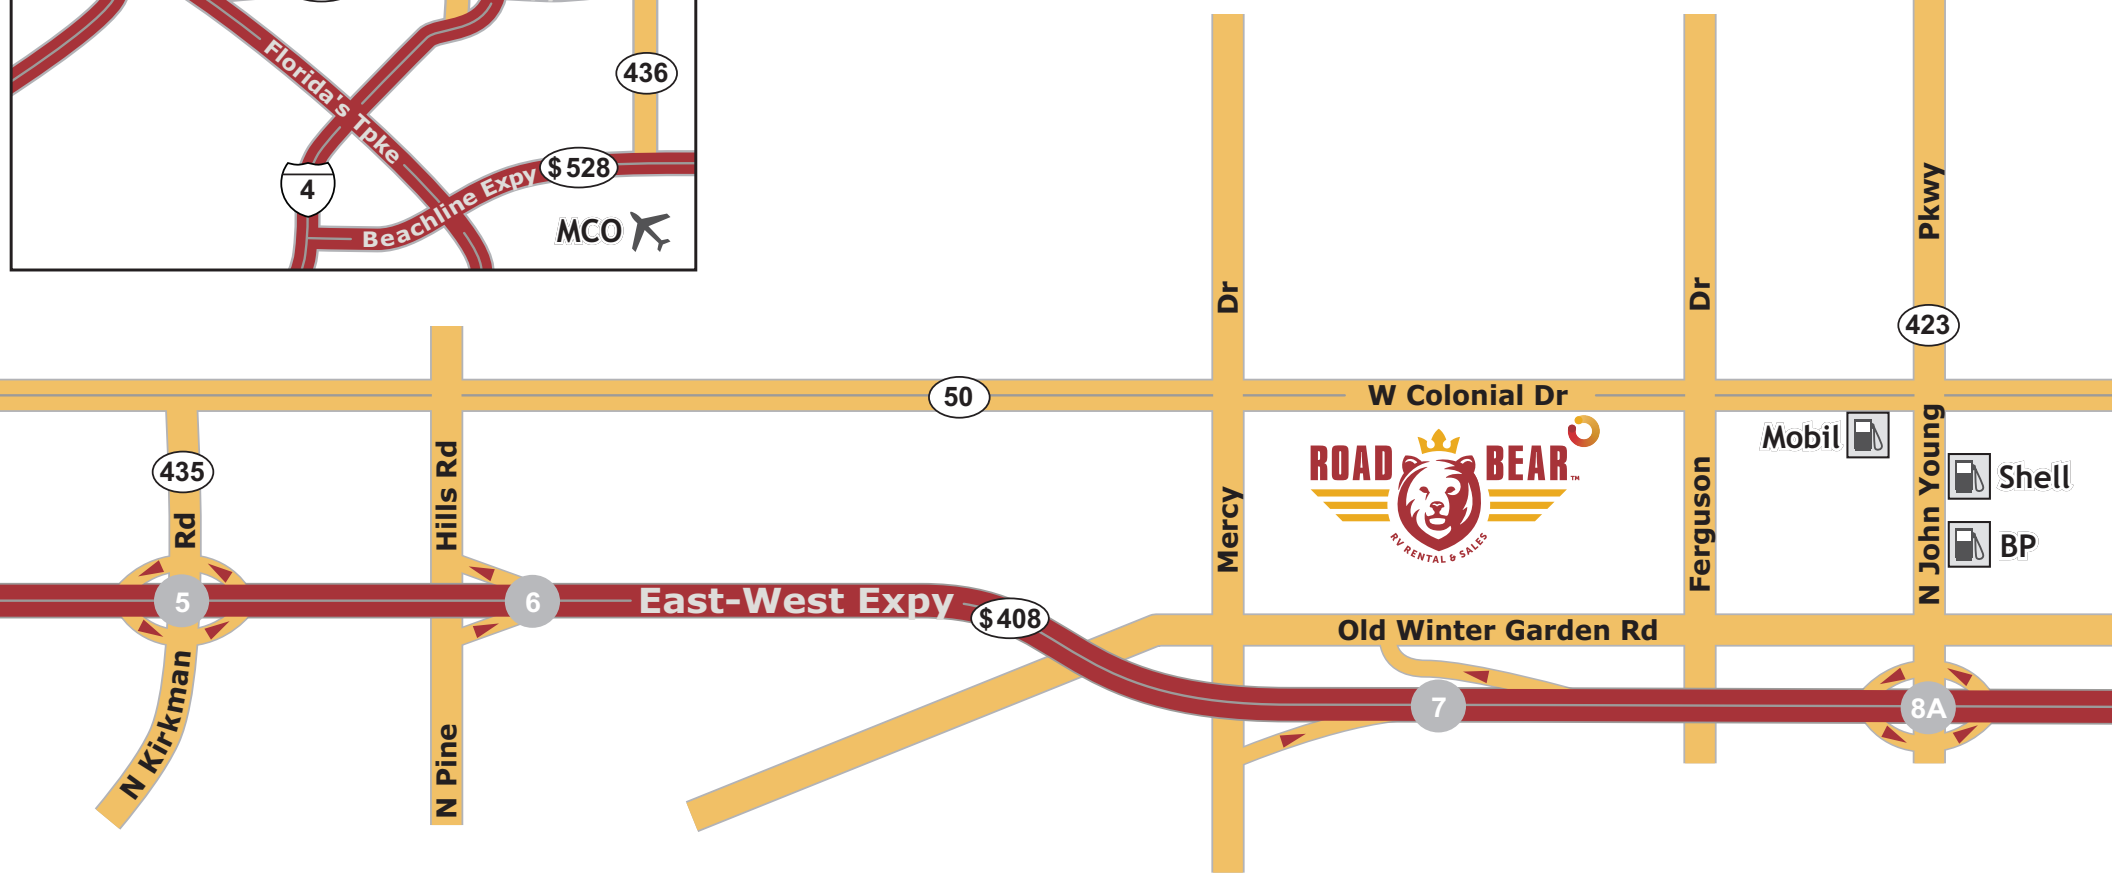 Florida's Tpke
436
4
Beachline Expy
$ 528
MCO
Dr
Dr
Pkwy
423
50
W Colonial Dr
435
Rd
Hills Rd
Mercy
ROAD BEAR™
RV RENTAL & SALES
Ferguson
Mobil
N John Young
Shell
BP
5
6
East-West Expy
$ 408
Old Winter Garden Rd
7
8A
N Kirkman
N Pine